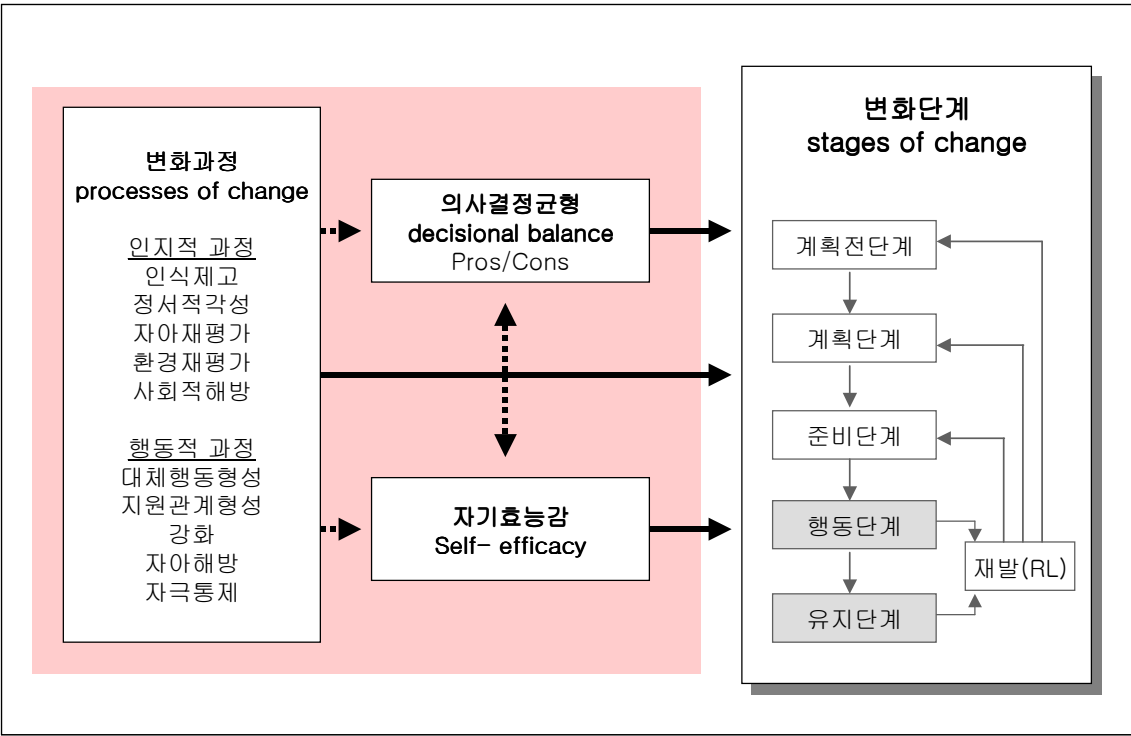 변화과정
processes of change
인지적 과정
인식제고
정서적각성
자아재평가
환경재평가
사회적해방
행동적 과정
대체행동형성
지원관계형성
강화
자아해방
자극통제
의사결정균형
decisional balance
Pros/Cons
자기효능감
Self- efficacy
변화단계
stages of change
계획전단계
계획단계
준비단계
행동단계
재발(RL)
유지단계